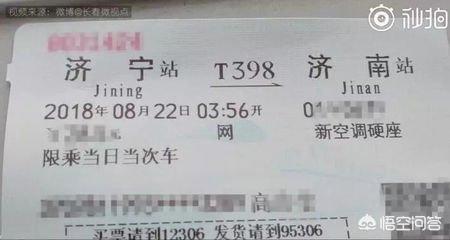 视频来源：微博@长春微视点
秒拍
济宁站 T398 济南站
Jining Jinan
2018年08月22日03:56开
网 新空调硬座
限乘当日当次车
买票请到12306 发货请到95306
悟空问答